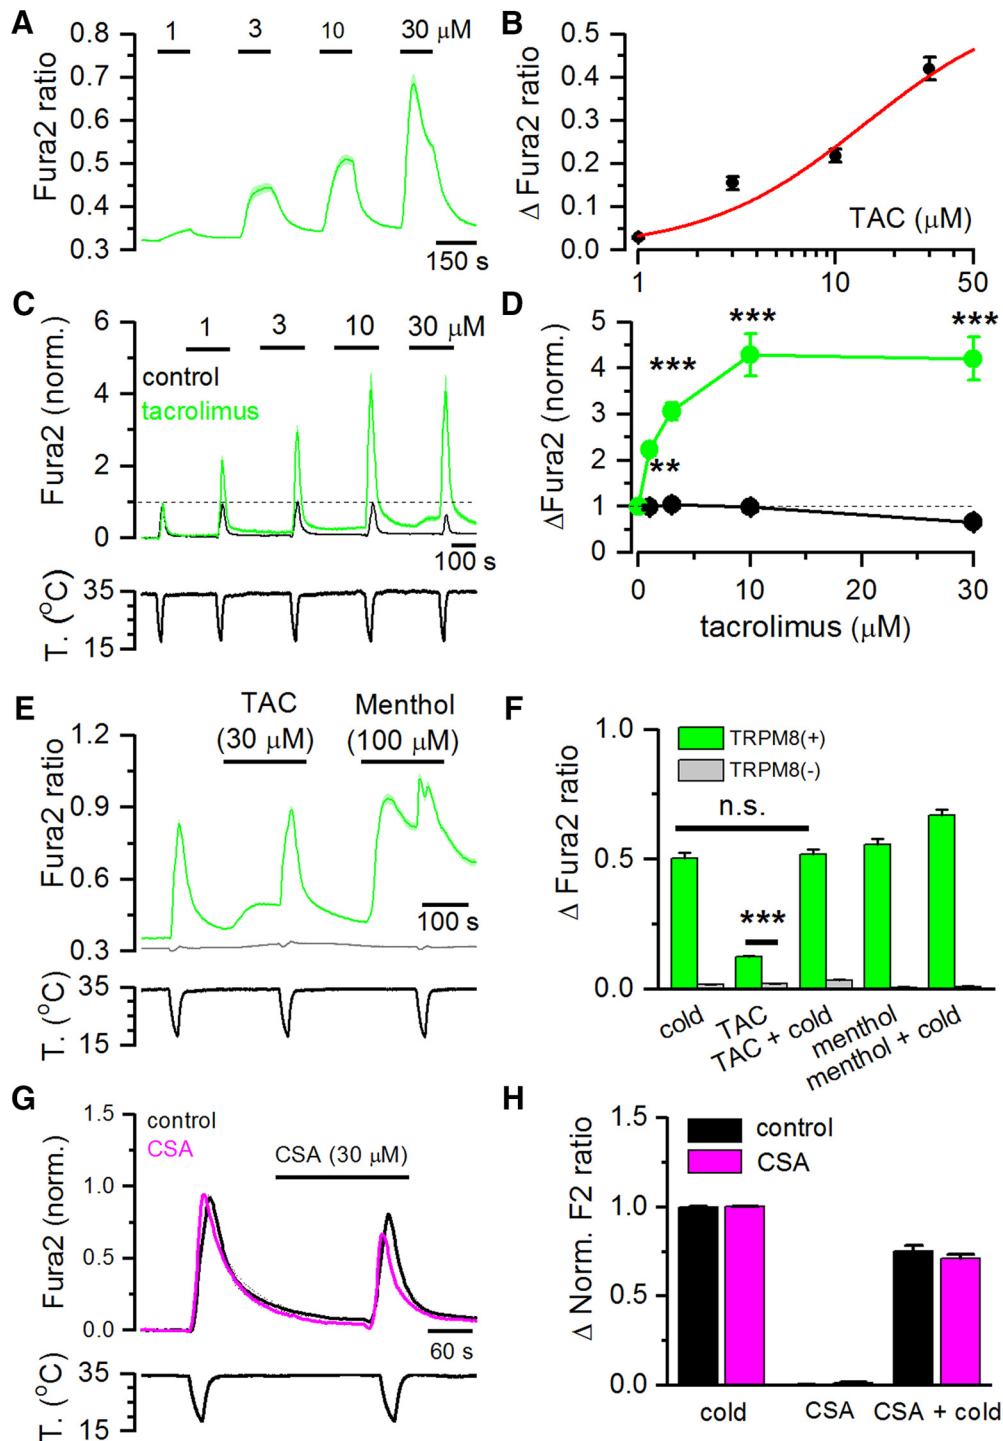 A
1 3 10 30 μM
0.8
0.7
0.6
0.5
0.4
0.3
Fura2 ratio
150 s
B
0.5
0.4
0.3
0.2
0.1
0.0
Δ Fura2 ratio
TAC (μM)
1 10 50
C
1 3 10 30 μM
6
4
2
0
Fura2 (norm.)
control
tacrolimus
100 s
35
15
T. (°C)
D
5
4
3
2
1
0
ΔFura2 (norm.)
*** ***
***
**
0 10 20 30
tacrolimus (μM)
E
TAC
(30 μM)
Menthol
(100 μM)
1.2
0.9
0.6
0.3
Fura2 ratio
100 s
35
15
T. (°C)
F
1.0
0.5
0.0
Δ Fura2 ratio
TRPM8(+)
TRPM8(-)
n.s.
***
cold
TAC
TAC + cold
menthol
menthol + cold
G
1.5
1.0
0.5
0.0
Fura2 (norm.)
control
CSA
CSA (30 μM)
60 s
35
15
T. (°C)
H
1.5
1.0
0.5
0.0
Δ Norm. F2 ratio
control
CSA
cold CSA CSA + cold